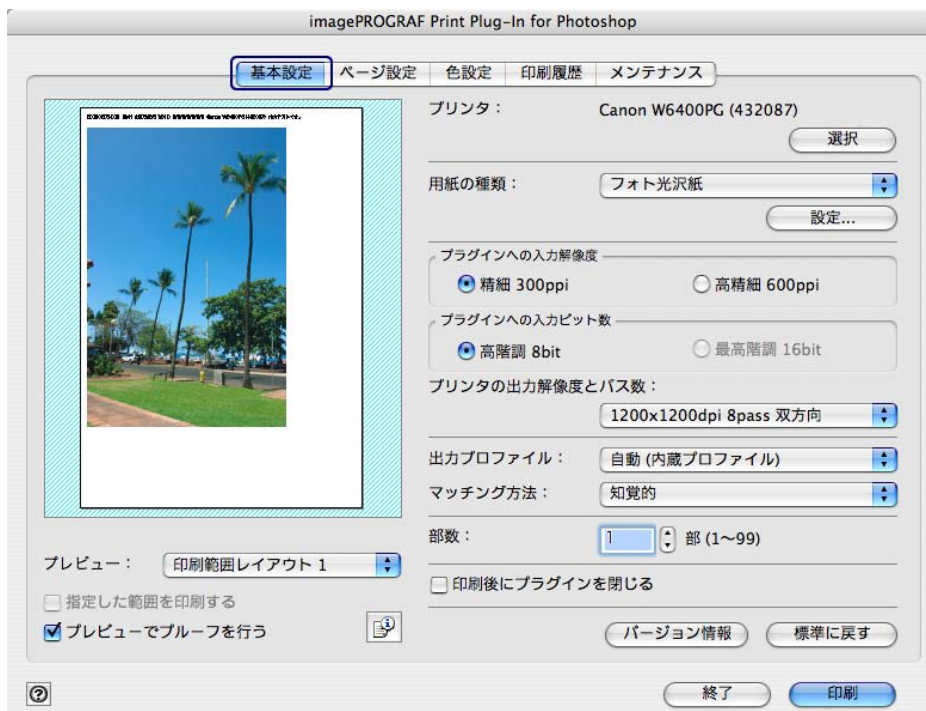 imagePROGRAF Print Plug-In for Photoshop
基本設定 ページ設定 色設定 印刷履歴 メンテナンス
プリンタ： Canon W6400PG (432087)
選択
用紙の種類： フォト光沢紙
設定...
プラグインへの入力解像度
精細 300ppi 高精細 600ppi
プラグインへの入力ビット数
高階調 8bit 最高階調 16bit
プリンタの出力解像度とパス数：
1200x1200dpi 8pass 双方向
出力プロファイル： 自動 (内蔵プロファイル)
マッチング方法： 知覚的
部数： 1 部 (1〜99)
印刷後にプラグインを閉じる
バージョン情報 標準に戻す
プレビュー： 印刷範囲レイアウト 1
指定した範囲を印刷する
プレビューでプルーフを行う
?
終了 印刷